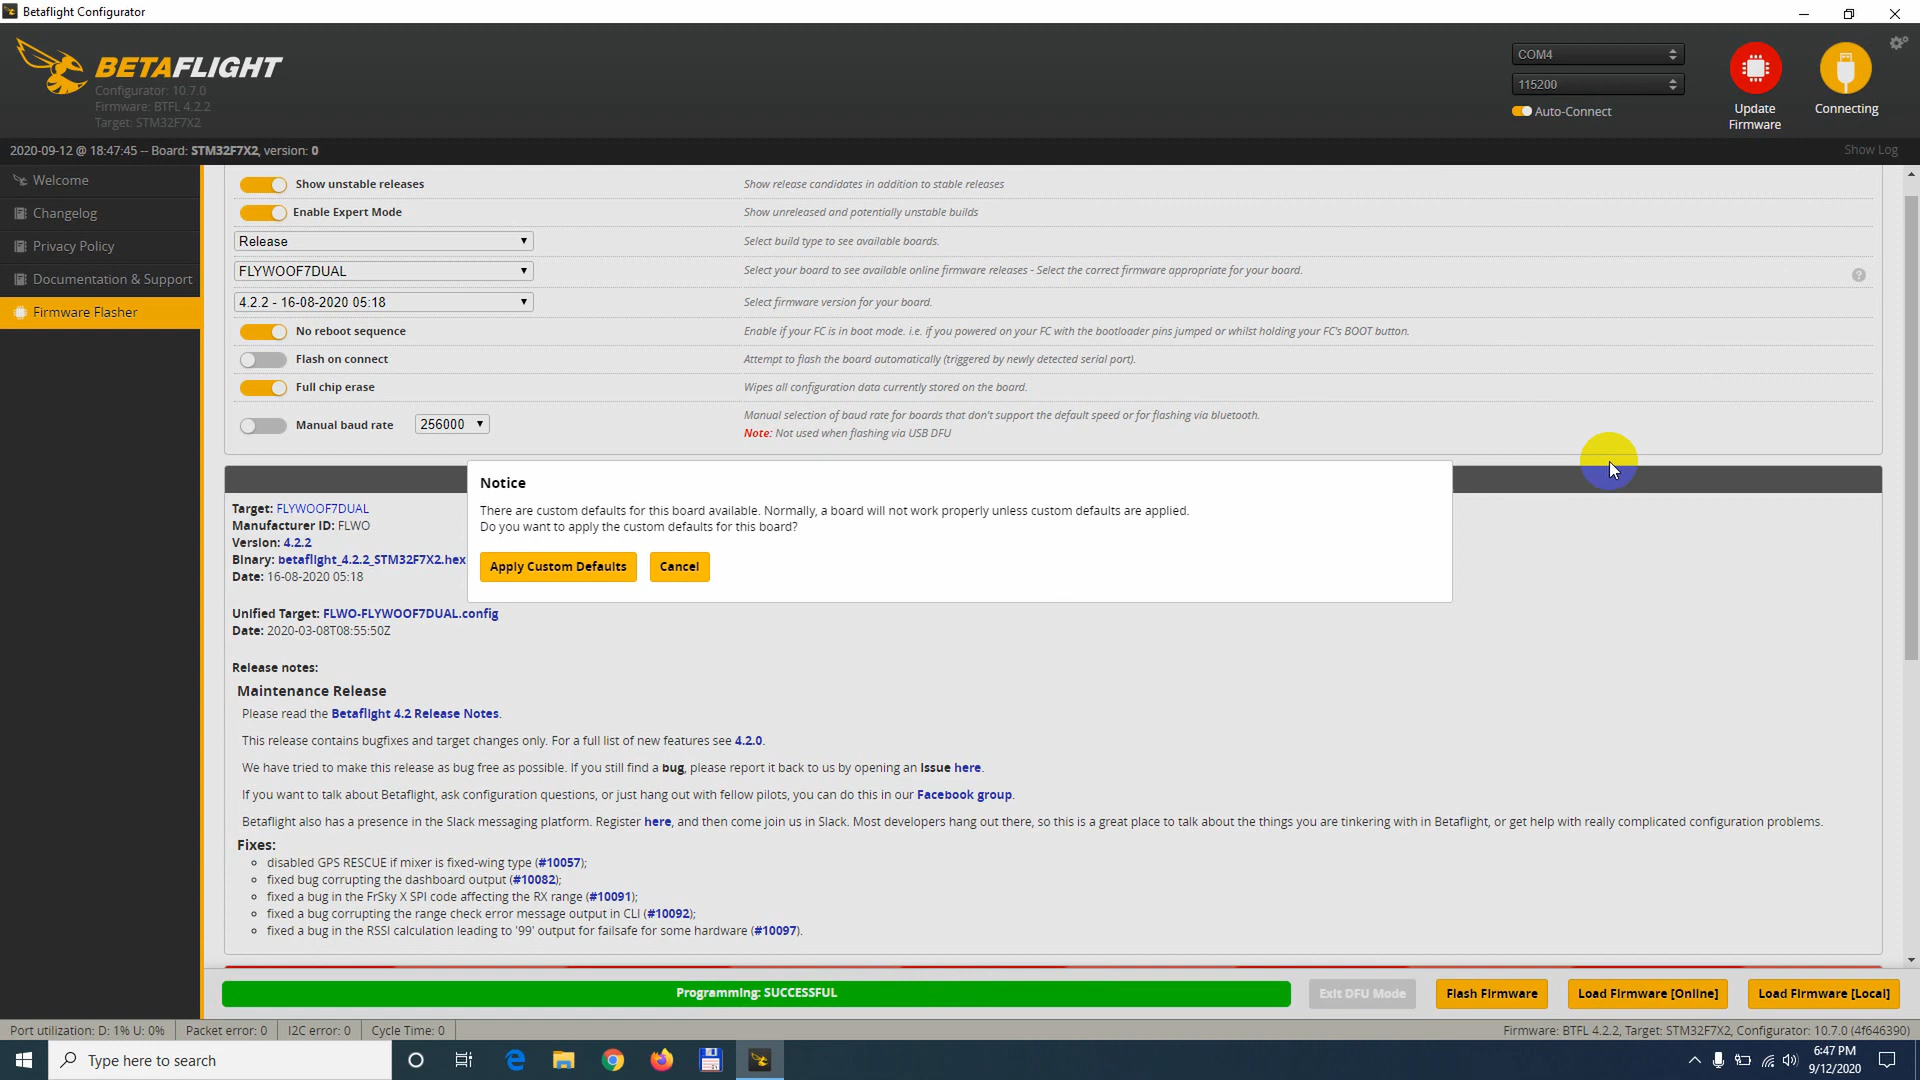 Betaflight Configurator
BETAFLIGHT
Configurator: 10.7.0
Firmware: BTFL 4.2.2
Target: STM32F7X2
COM4
115200
Auto-Connect
Update
Firmware
Connecting
2020-09-12 @ 18:47:45 -- Board: STM32F7X2, version: 0
Show Log
Welcome
Changelog
Privacy Policy
Documentation & Support
Firmware Flasher
Show unstable releases
Show release candidates in addition to stable releases
Enable Expert Mode
Show unreleased and potentially unstable builds
Release
Select build type to see available boards.
FLYWOOF7DUAL
Select your board to see available online firmware releases - Select the correct firmware appropriate for your board.
?
4.2.2 - 16-08-2020 05:18
Select firmware version for your board.
No reboot sequence
Enable if your FC is in boot mode. i.e. if you powered on your FC with the bootloader pins jumped or whilst holding your FC's BOOT button.
Flash on connect
Attempt to flash the board automatically (triggered by newly detected serial port).
Full chip erase
Wipes all configuration data currently stored on the board.
Manual baud rate
256000
Manual selection of baud rate for boards that don't support the default speed or for flashing via bluetooth.
Note: Not used when flashing via USB DFU
Notice
There are custom defaults for this board available. Normally, a board will not work properly unless custom defaults are applied.
Do you want to apply the custom defaults for this board?
Apply Custom Defaults
Cancel
Target: FLYWOOF7DUAL
Manufacturer ID: FLWO
Version: 4.2.2
Binary: betaflight_4.2.2_STM32F7X2.hex
Date: 16-08-2020 05:18
Unified Target: FLWO-FLYWOOF7DUAL.config
Date: 2020-03-08T08:55:50Z
Release notes:
Maintenance Release
Please read the Betaflight 4.2 Release Notes.
This release contains bugfixes and target changes only. For a full list of new features see 4.2.0.
We have tried to make this release as bug free as possible. If you still find a bug, please report it back to us by opening an Issue here.
If you want to talk about Betaflight, ask configuration questions, or just hang out with fellow pilots, you can do this in our Facebook group.
Betaflight also has a presence in the Slack messaging platform. Register here, and then come join us in Slack. Most developers hang out there, so this is a great place to talk about the things you are tinkering with in Betaflight, or get help with really complicated configuration problems.
Fixes:
disabled GPS RESCUE if mixer is fixed-wing type (#10057);
fixed bug corrupting the dashboard output (#10082);
fixed a bug in the FrSky X SPI code affecting the RX range (#10091);
fixed a bug corrupting the range check error message output in CLI (#10092);
fixed a bug in the RSSI calculation leading to '99' output for failsafe for some hardware (#10097).
Programming: SUCCESSFUL
Exit DFU Mode
Flash Firmware
Load Firmware [Online]
Load Firmware [Local]
Port utilization: D: 1% U: 0%
Packet error: 0
I2C error: 0
Cycle Time: 0
Firmware: BTFL 4.2.2, Target: STM32F7X2, Configurator: 10.7.0 (4f646390)
Type here to search
6:47 PM
9/12/2020